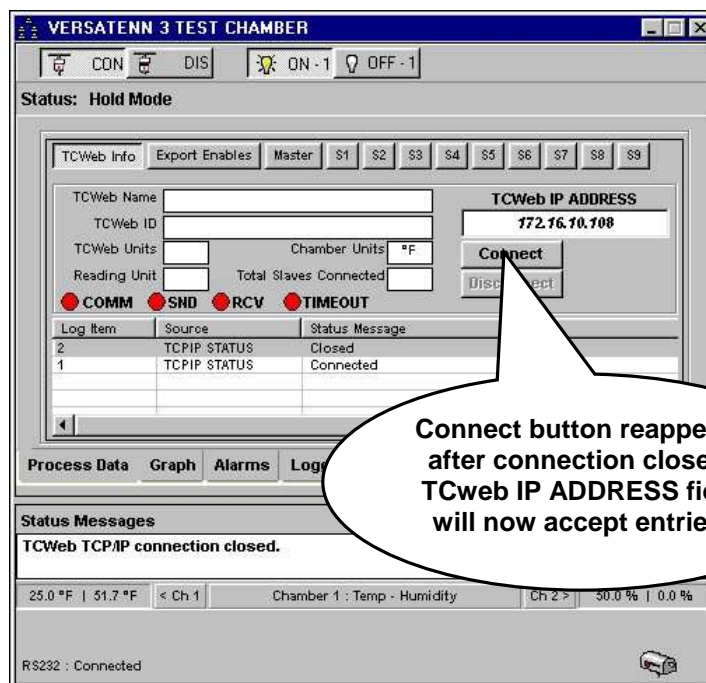 VERSATENN 3 TEST CHAMBER
CON DIS ON - 1 OFF - 1
Status: Hold Mode
TCWeb Info Export Enables Master S1 S2 S3 S4 S5 S6 S7 S8 S9
TCWeb Name
TCWeb IP ADDRESS
TCWeb ID
172.16.10.108
TCWeb Units Chamber Units °F
Connect
Reading Unit Total Slaves Connected
COMM SND RCV TIMEOUT
Log Item Source Status Message
2 TCPIP STATUS Closed
1 TCPIP STATUS Connected
Process Data Graph Alarms
Connect button reappe
after connection close
TCweb IP ADDRESS fie
will now accept entrie
Status Messages
TCWeb TCP/IP connection closed.
25.0 °F | 51.7 °F < Ch 1 Chamber 1 : Temp - Humidity Ch 2 > 50.0 % | 0.0 %
RS232 : Connected